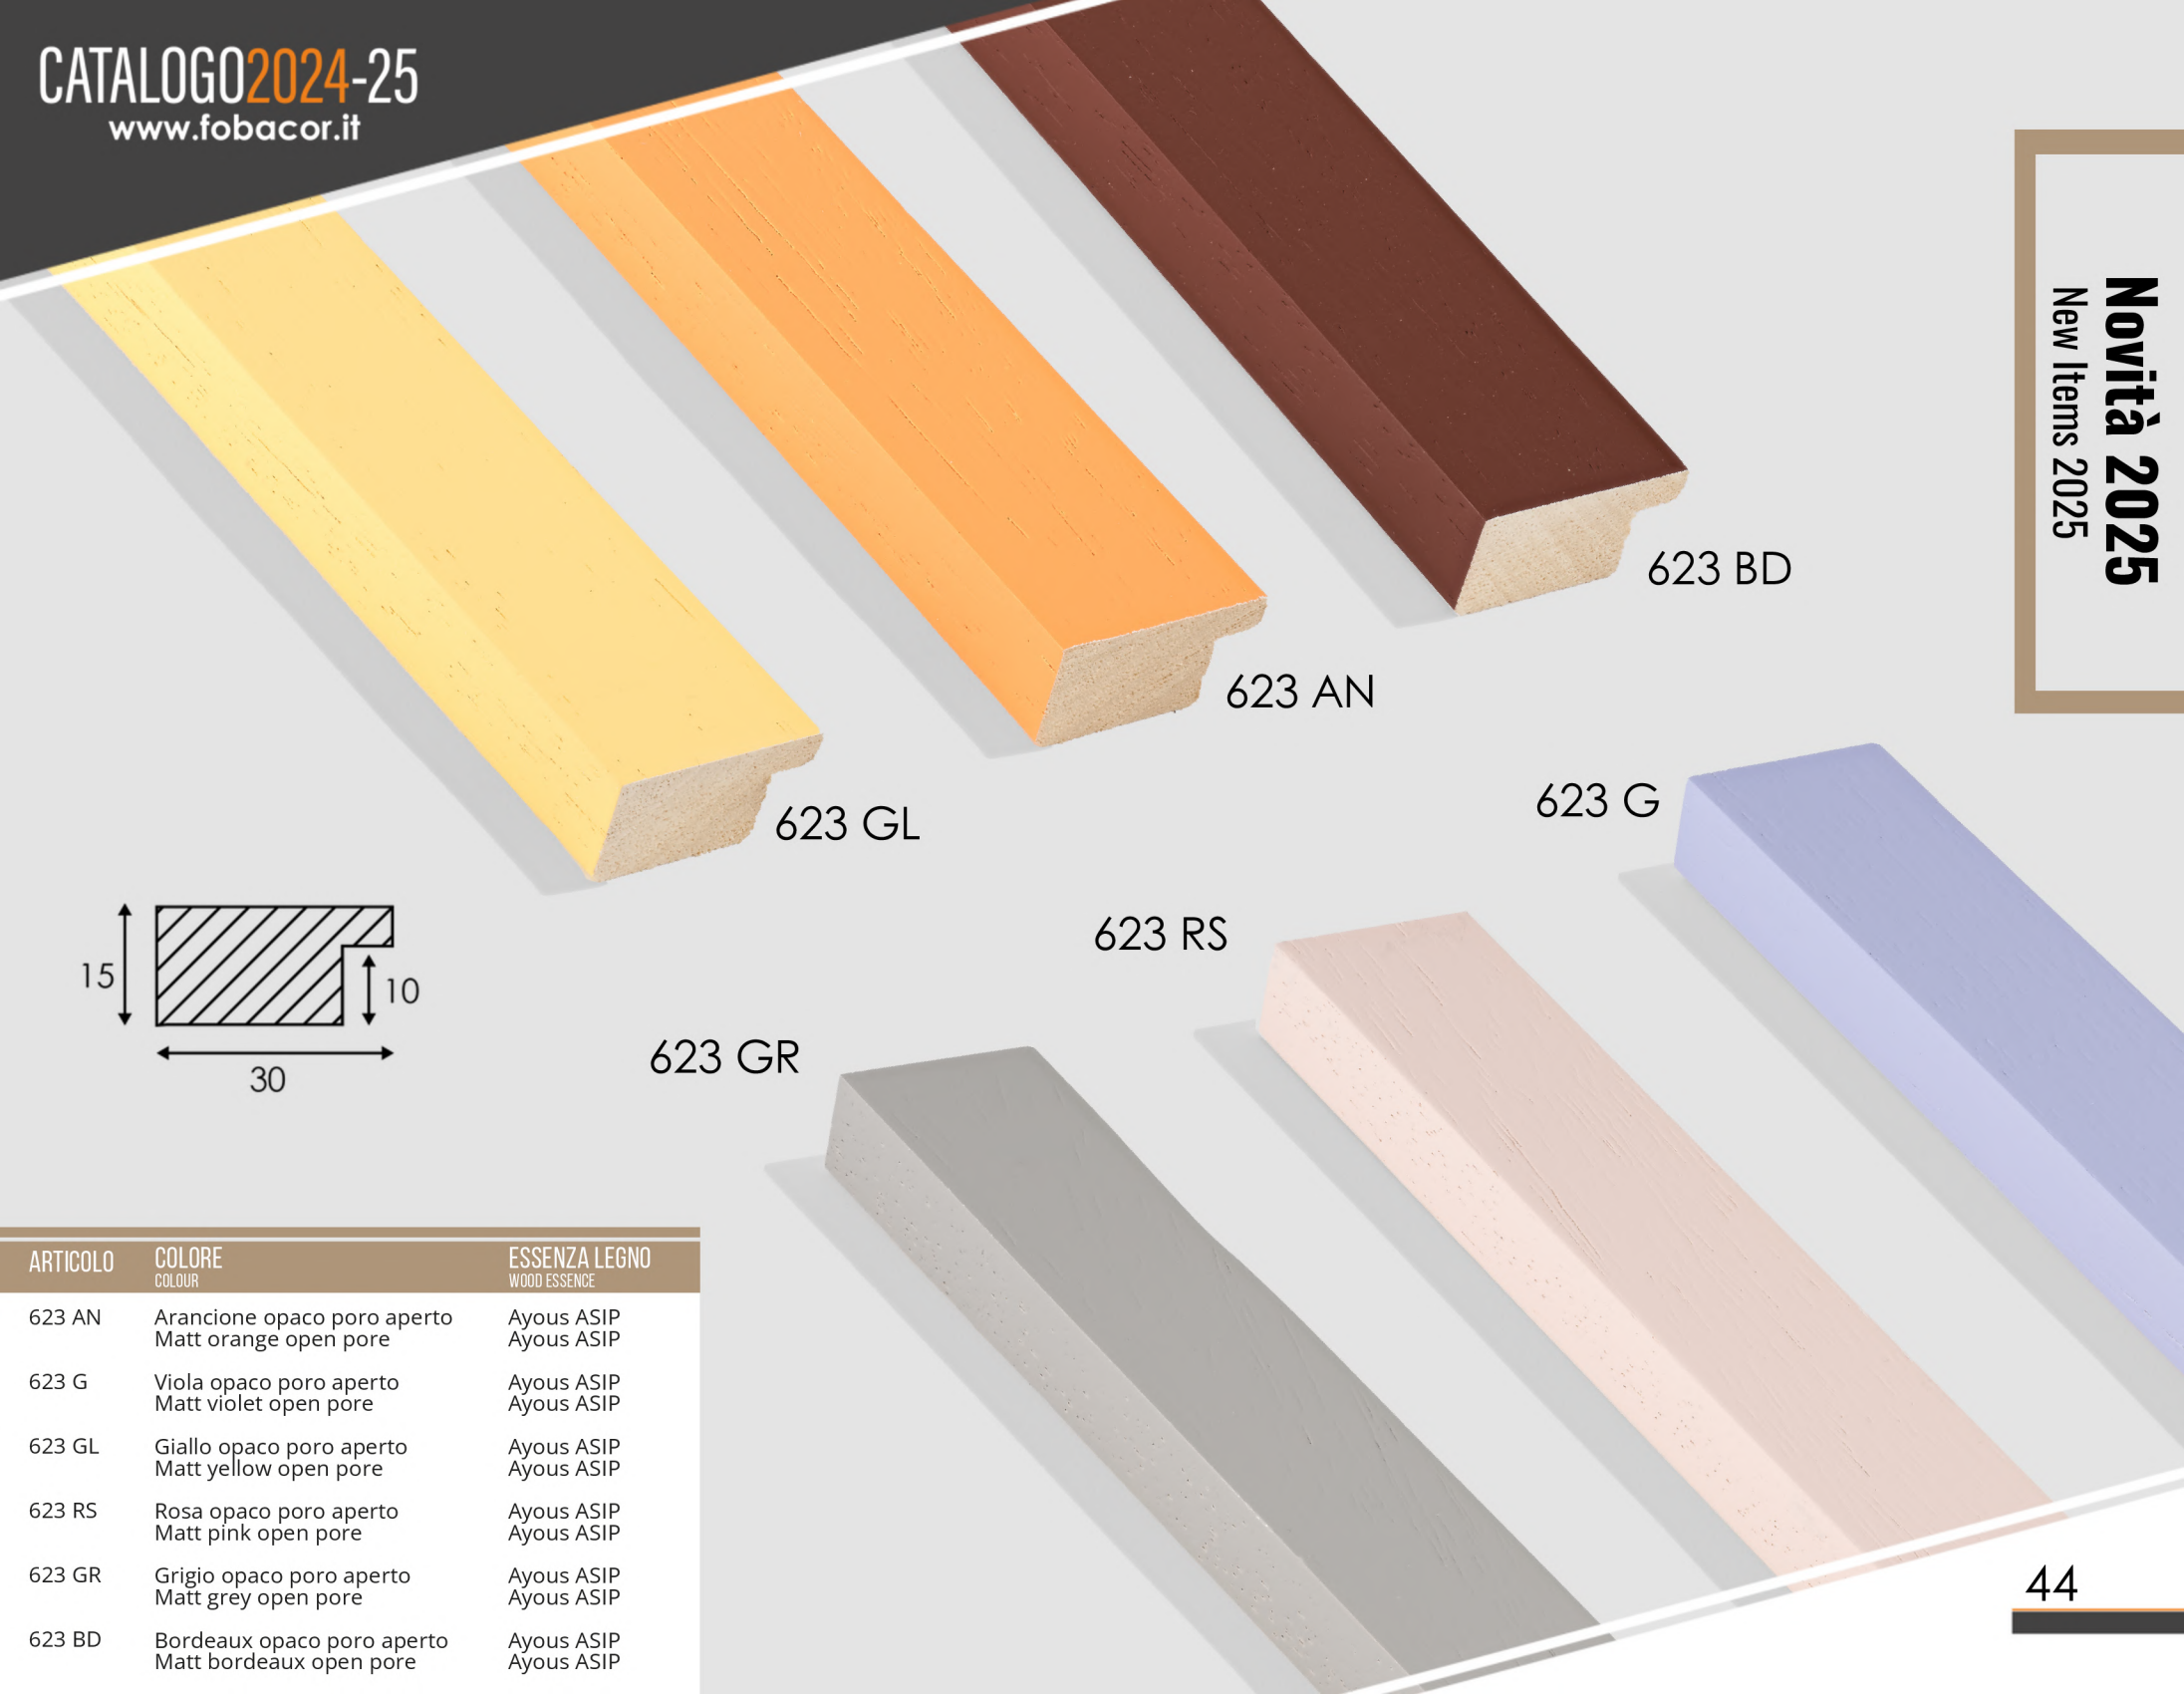 CATALOGO2024-25
www.fobacor.it
Novità 2025
New Items 2025
623 BD
623 AN
623 GL
623 G
623 RS
623 GR
15
10
30
ARTICOLO COLORE ESSENZA LEGNO
COLOUR WOOD ESSENCE
623 AN Arancione opaco poro aperto Ayous ASIP
Matt orange open pore Ayous ASIP
623 G Viola opaco poro aperto Ayous ASIP
Matt violet open pore Ayous ASIP
623 GL Giallo opaco poro aperto Ayous ASIP
Matt yellow open pore Ayous ASIP
623 RS Rosa opaco poro aperto Ayous ASIP
Matt pink open pore Ayous ASIP
623 GR Grigio opaco poro aperto Ayous ASIP
Matt grey open pore Ayous ASIP
623 BD Bordeaux opaco poro aperto Ayous ASIP
Matt bordeaux open pore Ayous ASIP
44